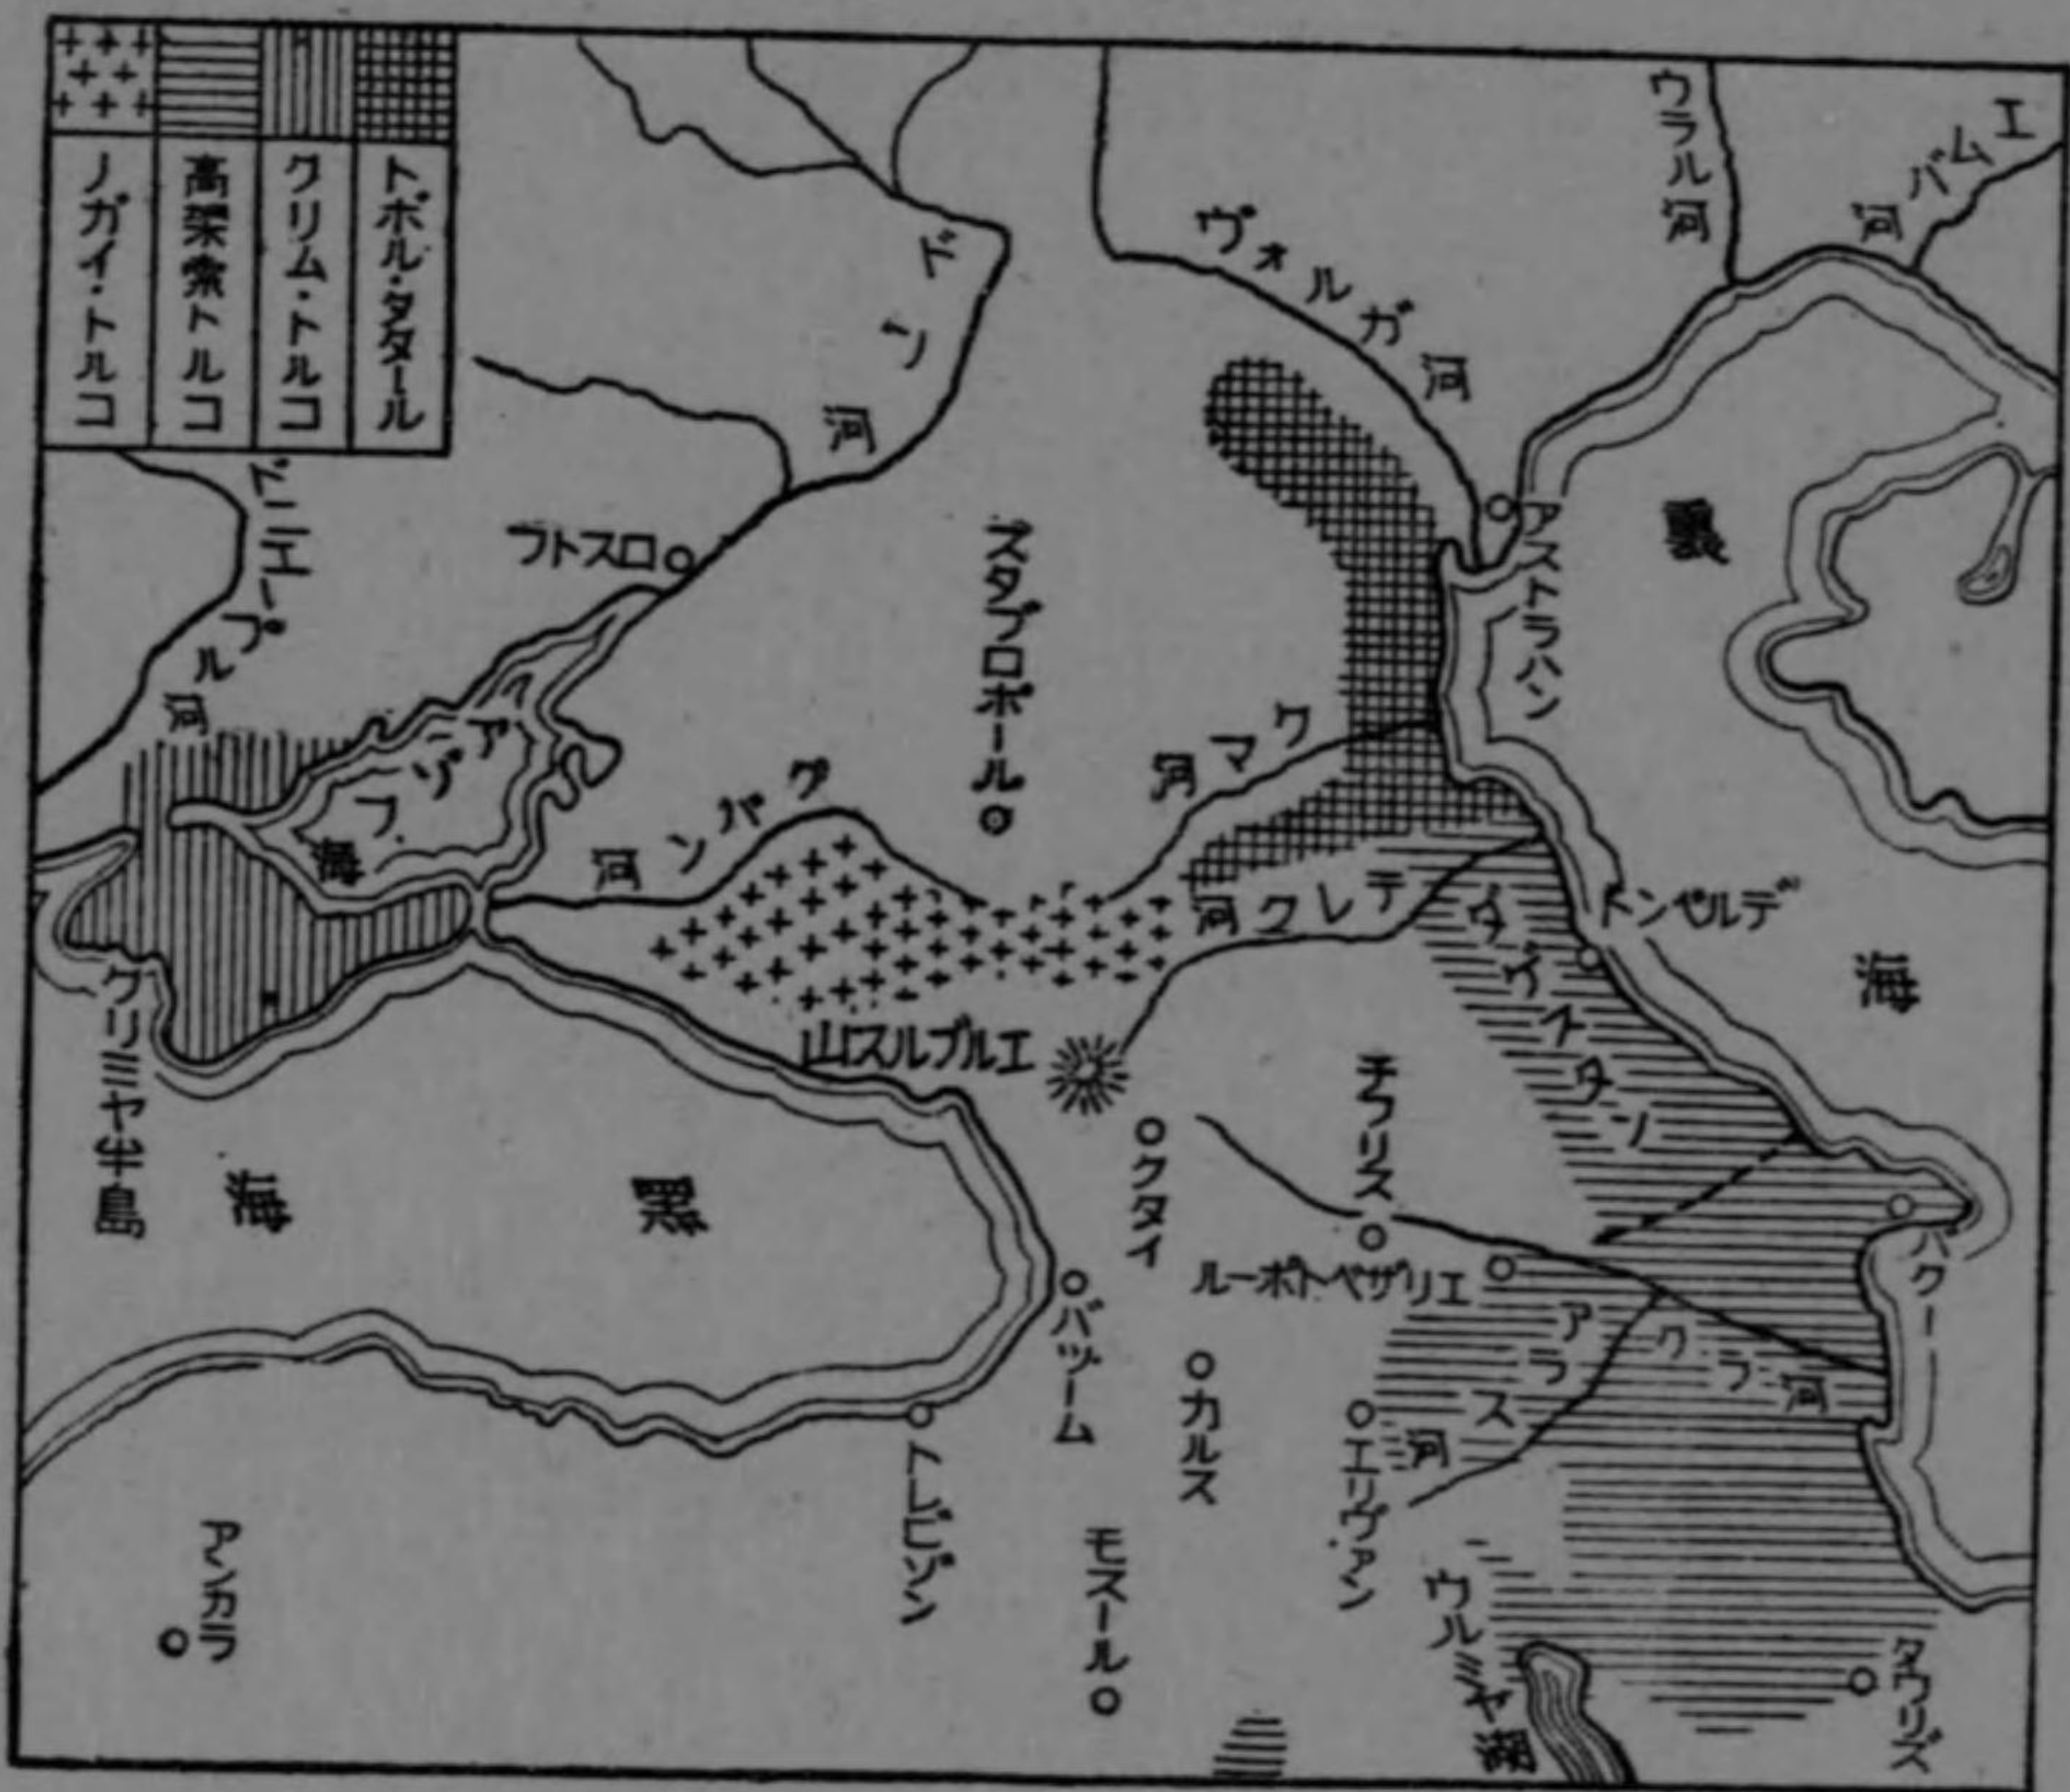 トボル・タタール
クリム・トルコ
高架索トルコ
ノガイ・トルコ
エムバ河
ウラル河
ヴォルガ河
ドン河
ドニエープル河
ロストフ
アストラハン
裏海
スタブロポール
アゾフ海
クバン河
クマ河
テレク河
デルベント
ダゲスタン
クリミヤ半島
エルブルス山
黒海
クタイ
チフリス
エリザベトポール
バクー
バツーム
カルス
エリヴァン
アラス河
クラ河
トレビゾン
モスール
ウルミヤ湖
タウリズ
アンカラ